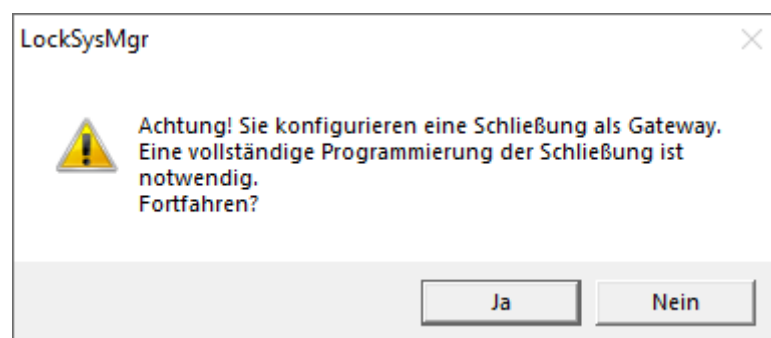 LockSysMgr
Achtung! Sie konfigurieren eine Schließung als Gateway.
Eine vollständige Programmierung der Schließung ist
notwendig.
Fortfahren?
Ja
Nein